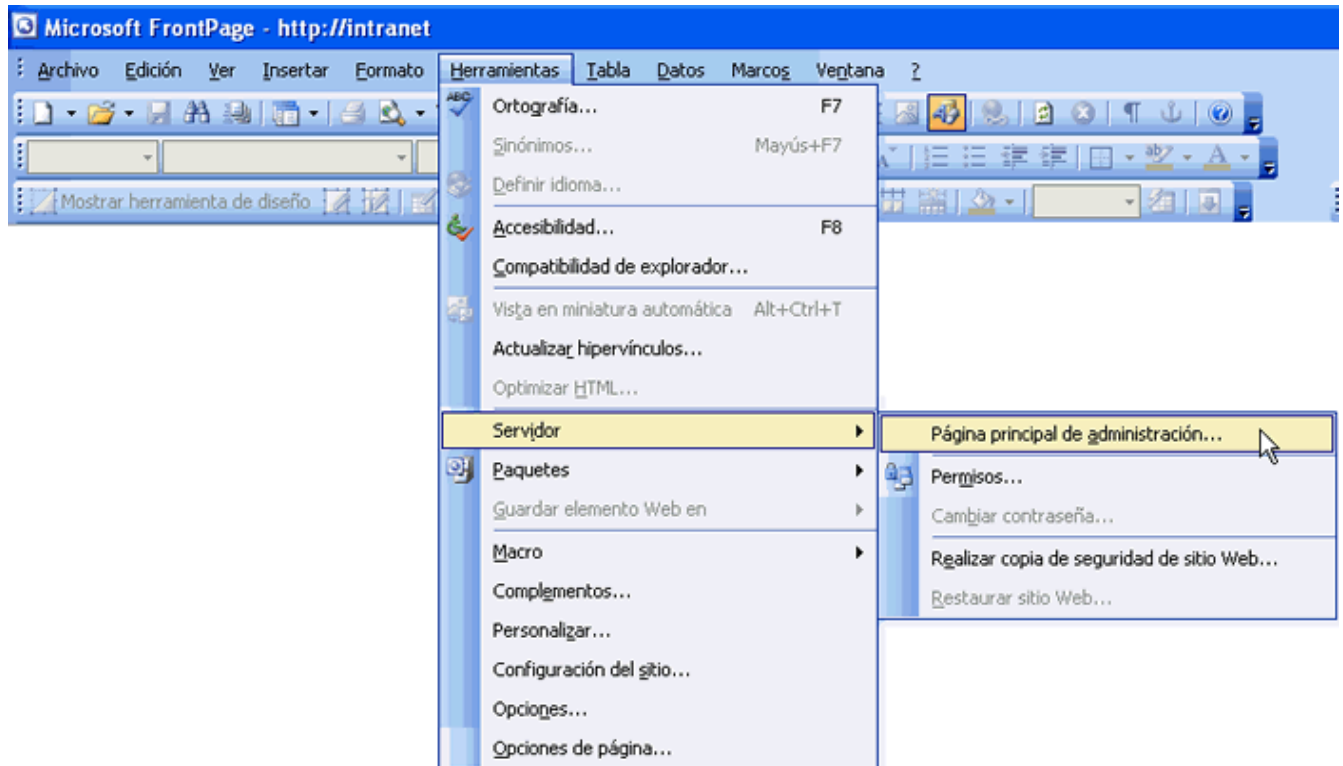 Microsoft FrontPage - http://intranet
Archivo Edición Ver Insertar Formato Herramientas Tabla Datos Marcos Ventana ?
Mostrar herramienta de diseño
Ortografía... F7
Sinónimos... Mayús+F7
Definir idioma...
Accesibilidad... F8
Compatibilidad de explorador...
Vista en miniatura automática Alt+Ctrl+T
Actualizar hipervínculos...
Optimizar HTML...
Servidor
Paquetes
Guardar elemento Web en
Macro
Complementos...
Personalizar...
Configuración del sitio...
Opciones...
Opciones de página...
Página principal de administración...
Permisos...
Cambiar contraseña...
Realizar copia de seguridad de sitio Web...
Restaurar sitio Web...